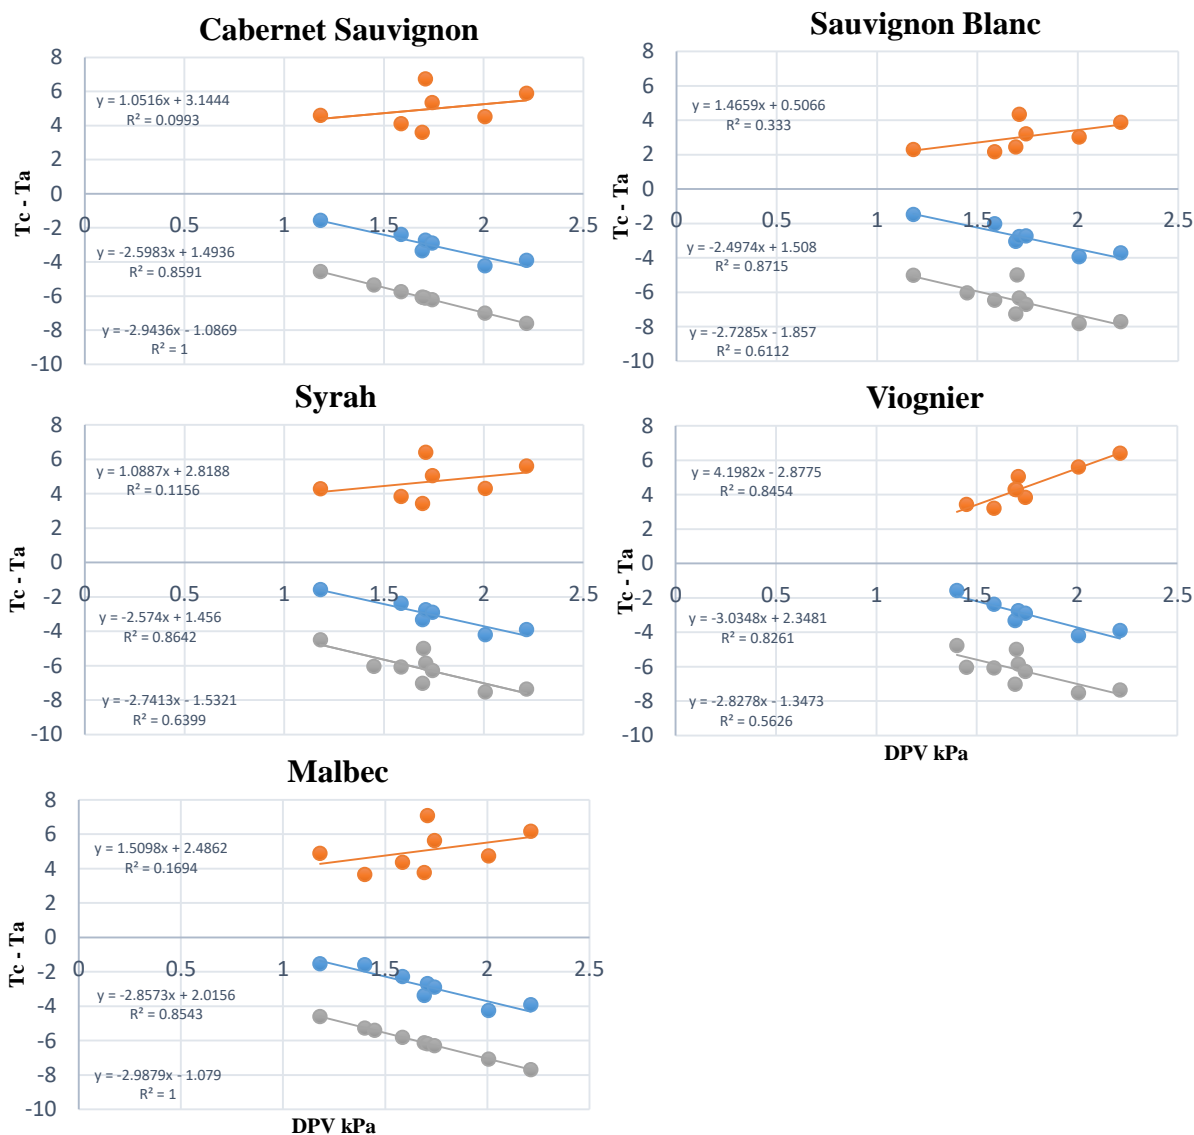 Cabernet Sauvignon
8
6
4
2
0
-2
-4
-6
-8
-10
0
0.5
1
1.5
2
2.5
Tc - Ta
y = 1.0516x + 3.1444
R² = 0.0993
y = -2.5983x + 1.4936
R² = 0.8591
y = -2.9436x - 1.0869
R² = 1
Sauvignon Blanc
8
6
4
2
0
-2
-4
-6
-8
-10
0
0.5
1
1.5
2
2.5
Tc - Ta
y = 1.4659x + 0.5066
R² = 0.333
y = -2.4974x + 1.508
R² = 0.8715
y = -2.7285x - 1.857
R² = 0.6112
Syrah
8
6
4
2
0
-2
-4
-6
-8
-10
0
0.5
1
1.5
2
2.5
Tc - Ta
y = 1.0887x + 2.8188
R² = 0.1156
y = -2.574x + 1.456
R² = 0.8642
y = -2.7413x - 1.5321
R² = 0.6399
Viognier
8
6
4
2
0
-2
-4
-6
-8
-10
0
0.5
1
1.5
2
2.5
Tc - Ta
y = 4.1982x - 2.8775
R² = 0.8454
y = -3.0348x + 2.3481
R² = 0.8261
y = -2.8278x - 1.3473
R² = 0.5626
DPV kPa
Malbec
8
6
4
2
0
-2
-4
-6
-8
-10
0
0.5
1
1.5
2
2.5
Tc - Ta
y = 1.5098x + 2.4862
R² = 0.1694
y = -2.8573x + 2.0156
R² = 0.8543
y = -2.9879x - 1.079
R² = 1
DPV kPa